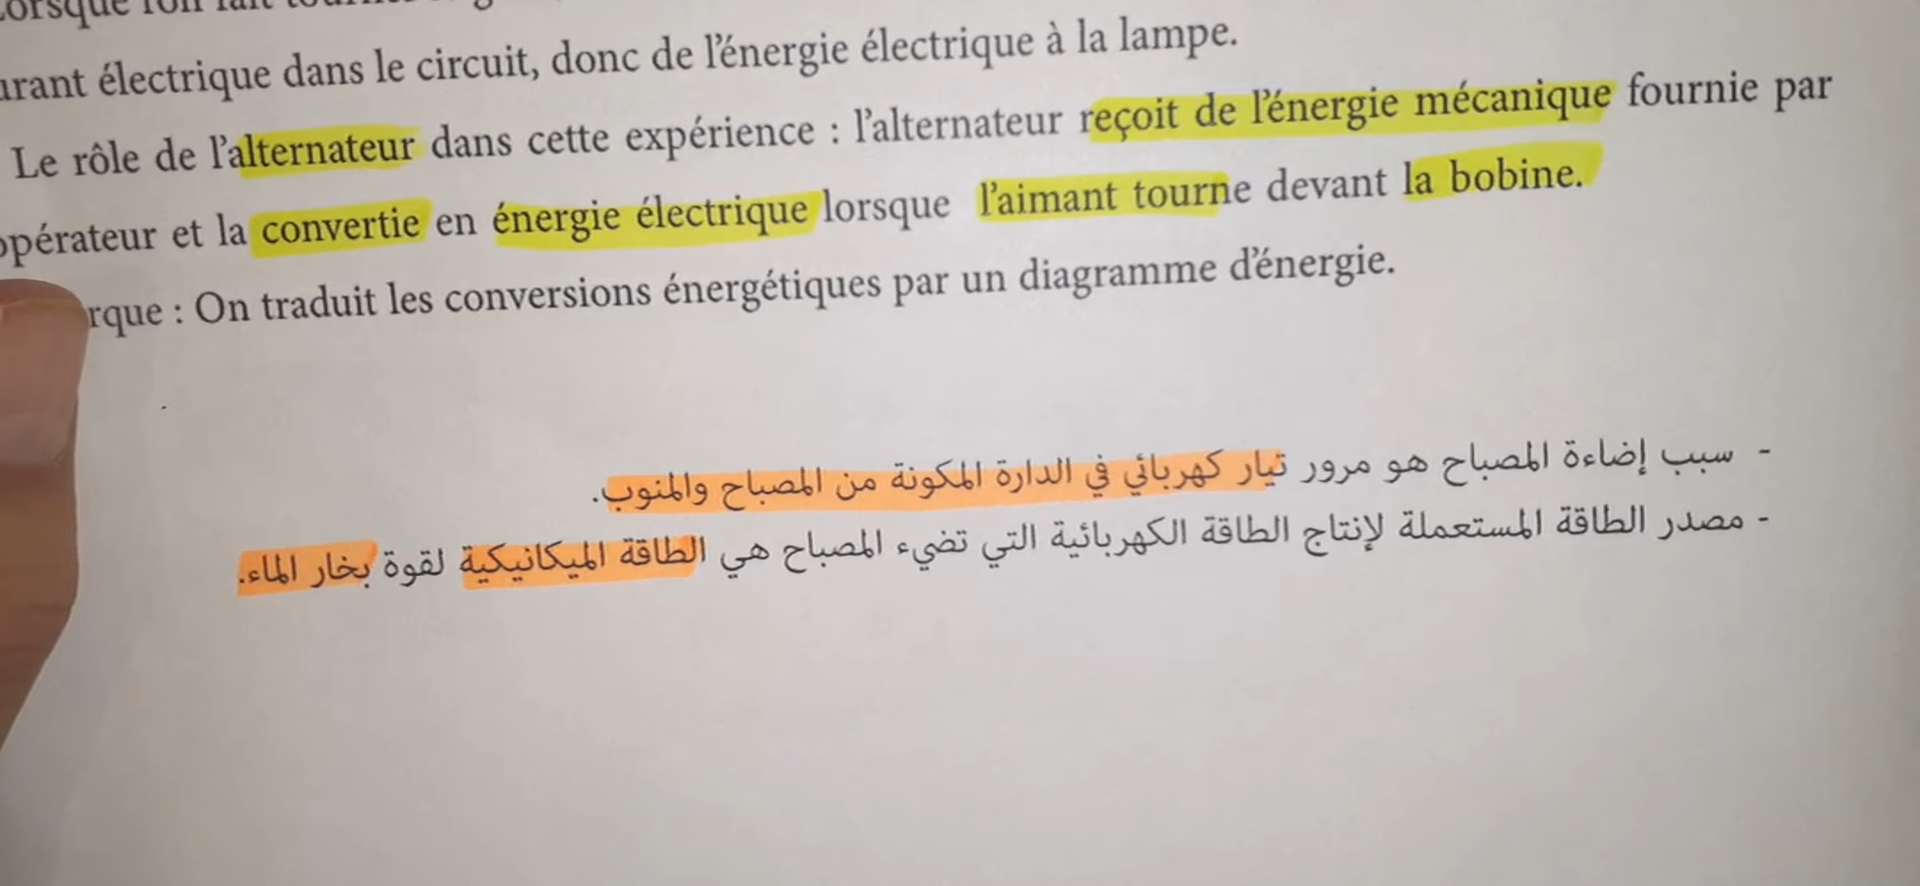 électrique dans le circuit, donc de l'énergie électrique à la lampe.
Le rôle de l'alternateur dans cette expérience : l'alternateur reçoit de l'énergie mécanique fournie par
opérateur et la convertie en énergie électrique lorsque l'aimant tourne devant la bobine.
rque : On traduit les conversions énergétiques par un diagramme d'énergie.
- سبب إضاءة المصباح هو مرور تيار كهربائي في الدارة المكونة من المصباح والمنوب.
- مصدر الطاقة المستعملة لإنتاج الطاقة الكهربائية التي تضيء المصباح هي الطاقة الميكانيكية لقوة بخار الماء.